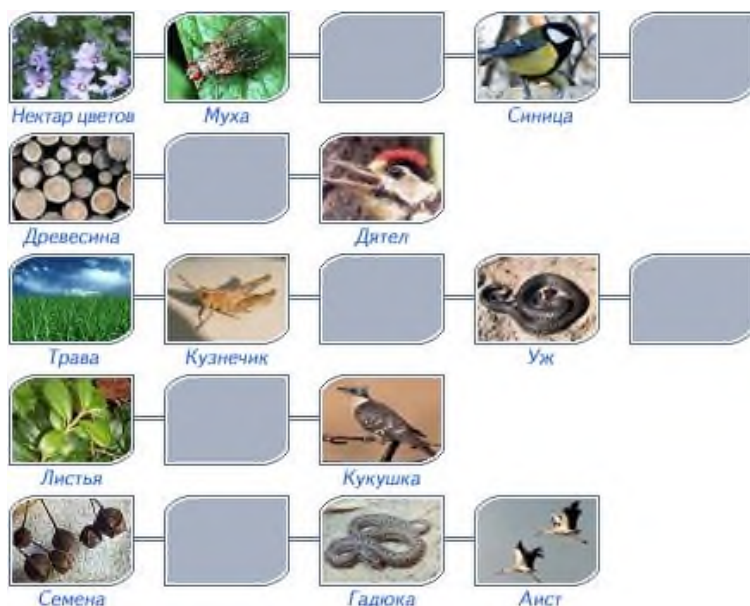 Нектар цветов Муха Синица
Древесина Дятел
Трава Кузнечик Уж
Листья Кукушка
Семена Гадюка Аист